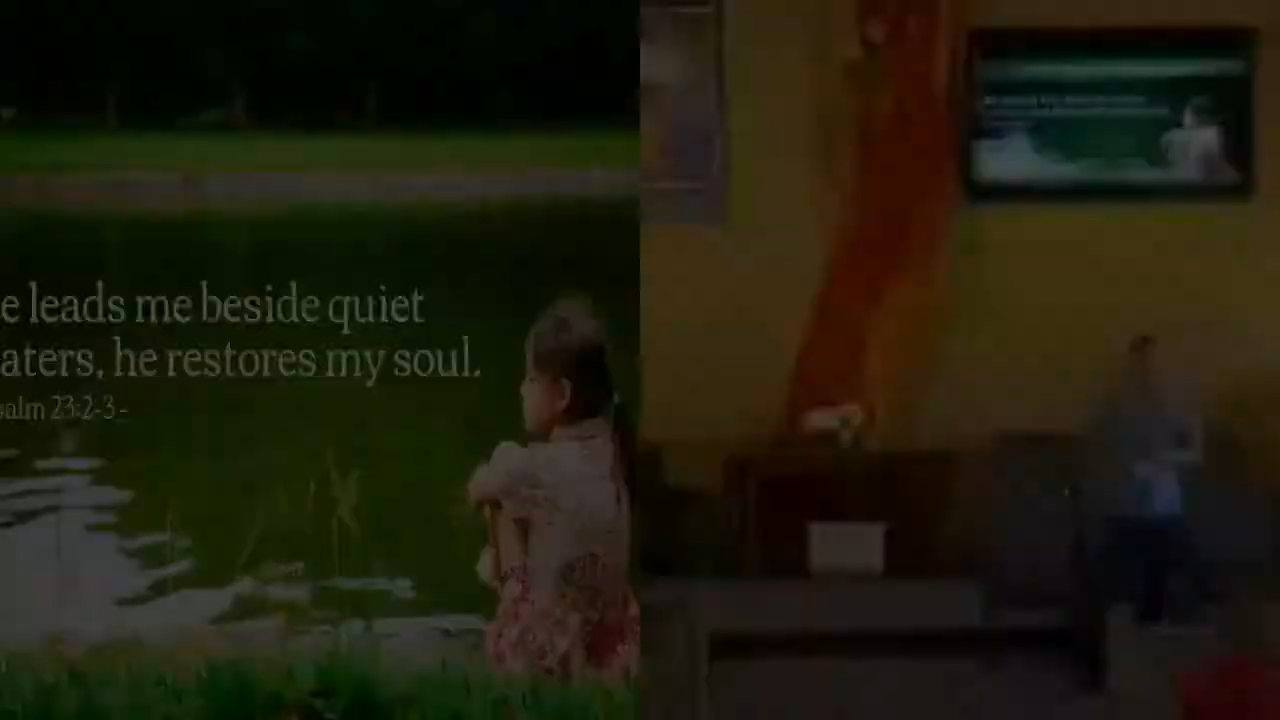 e leads me beside quiet
aters, he restores my soul.
salm 23:2-3 -